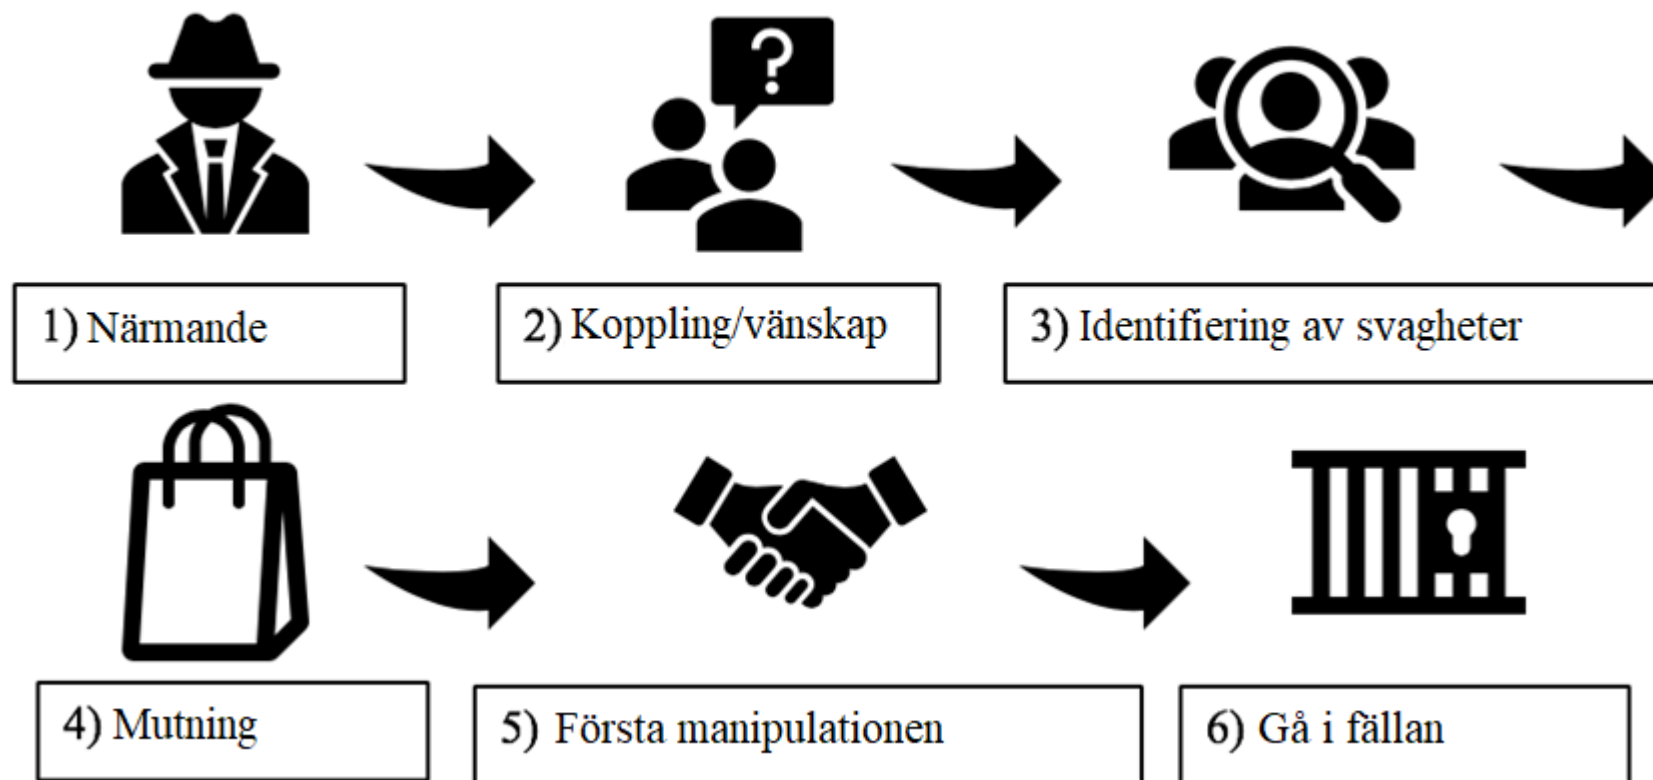 ?
1) Närmande
2) Koppling/vänskap
3) Identifiering av svagheter
4) Mutning
5) Första manipulationen
6) Gå i fällan